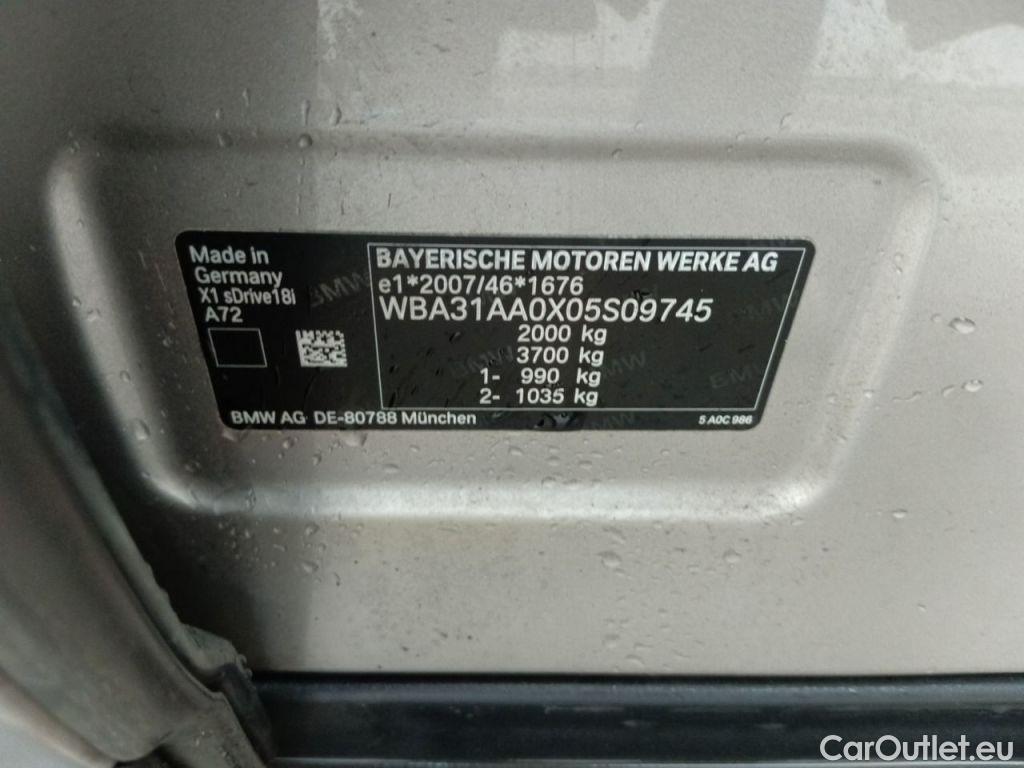 Made in
Germany
X1 sDrive18i
A72
BAYERISCHE MOTOREN WERKE AG
e1*2007/46*1676
WBA31AA0X05S09745
2000 kg
3700 kg
1- 990 kg
2- 1035 kg
BMW AG DE-80788 München
5 A0C 986
CarOutlet.eu